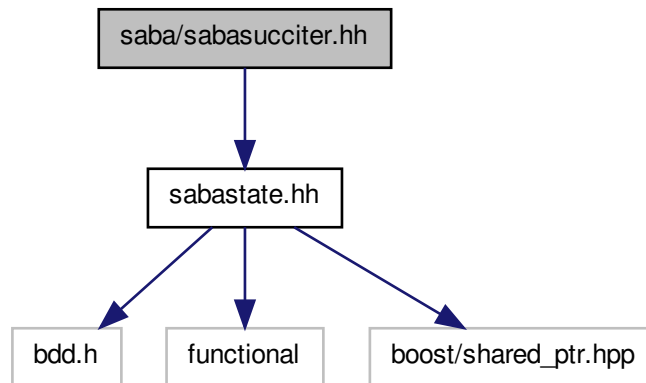 saba/sabasucciter.hh
sabastate.hh
bdd.h
functional
boost/shared_ptr.hpp